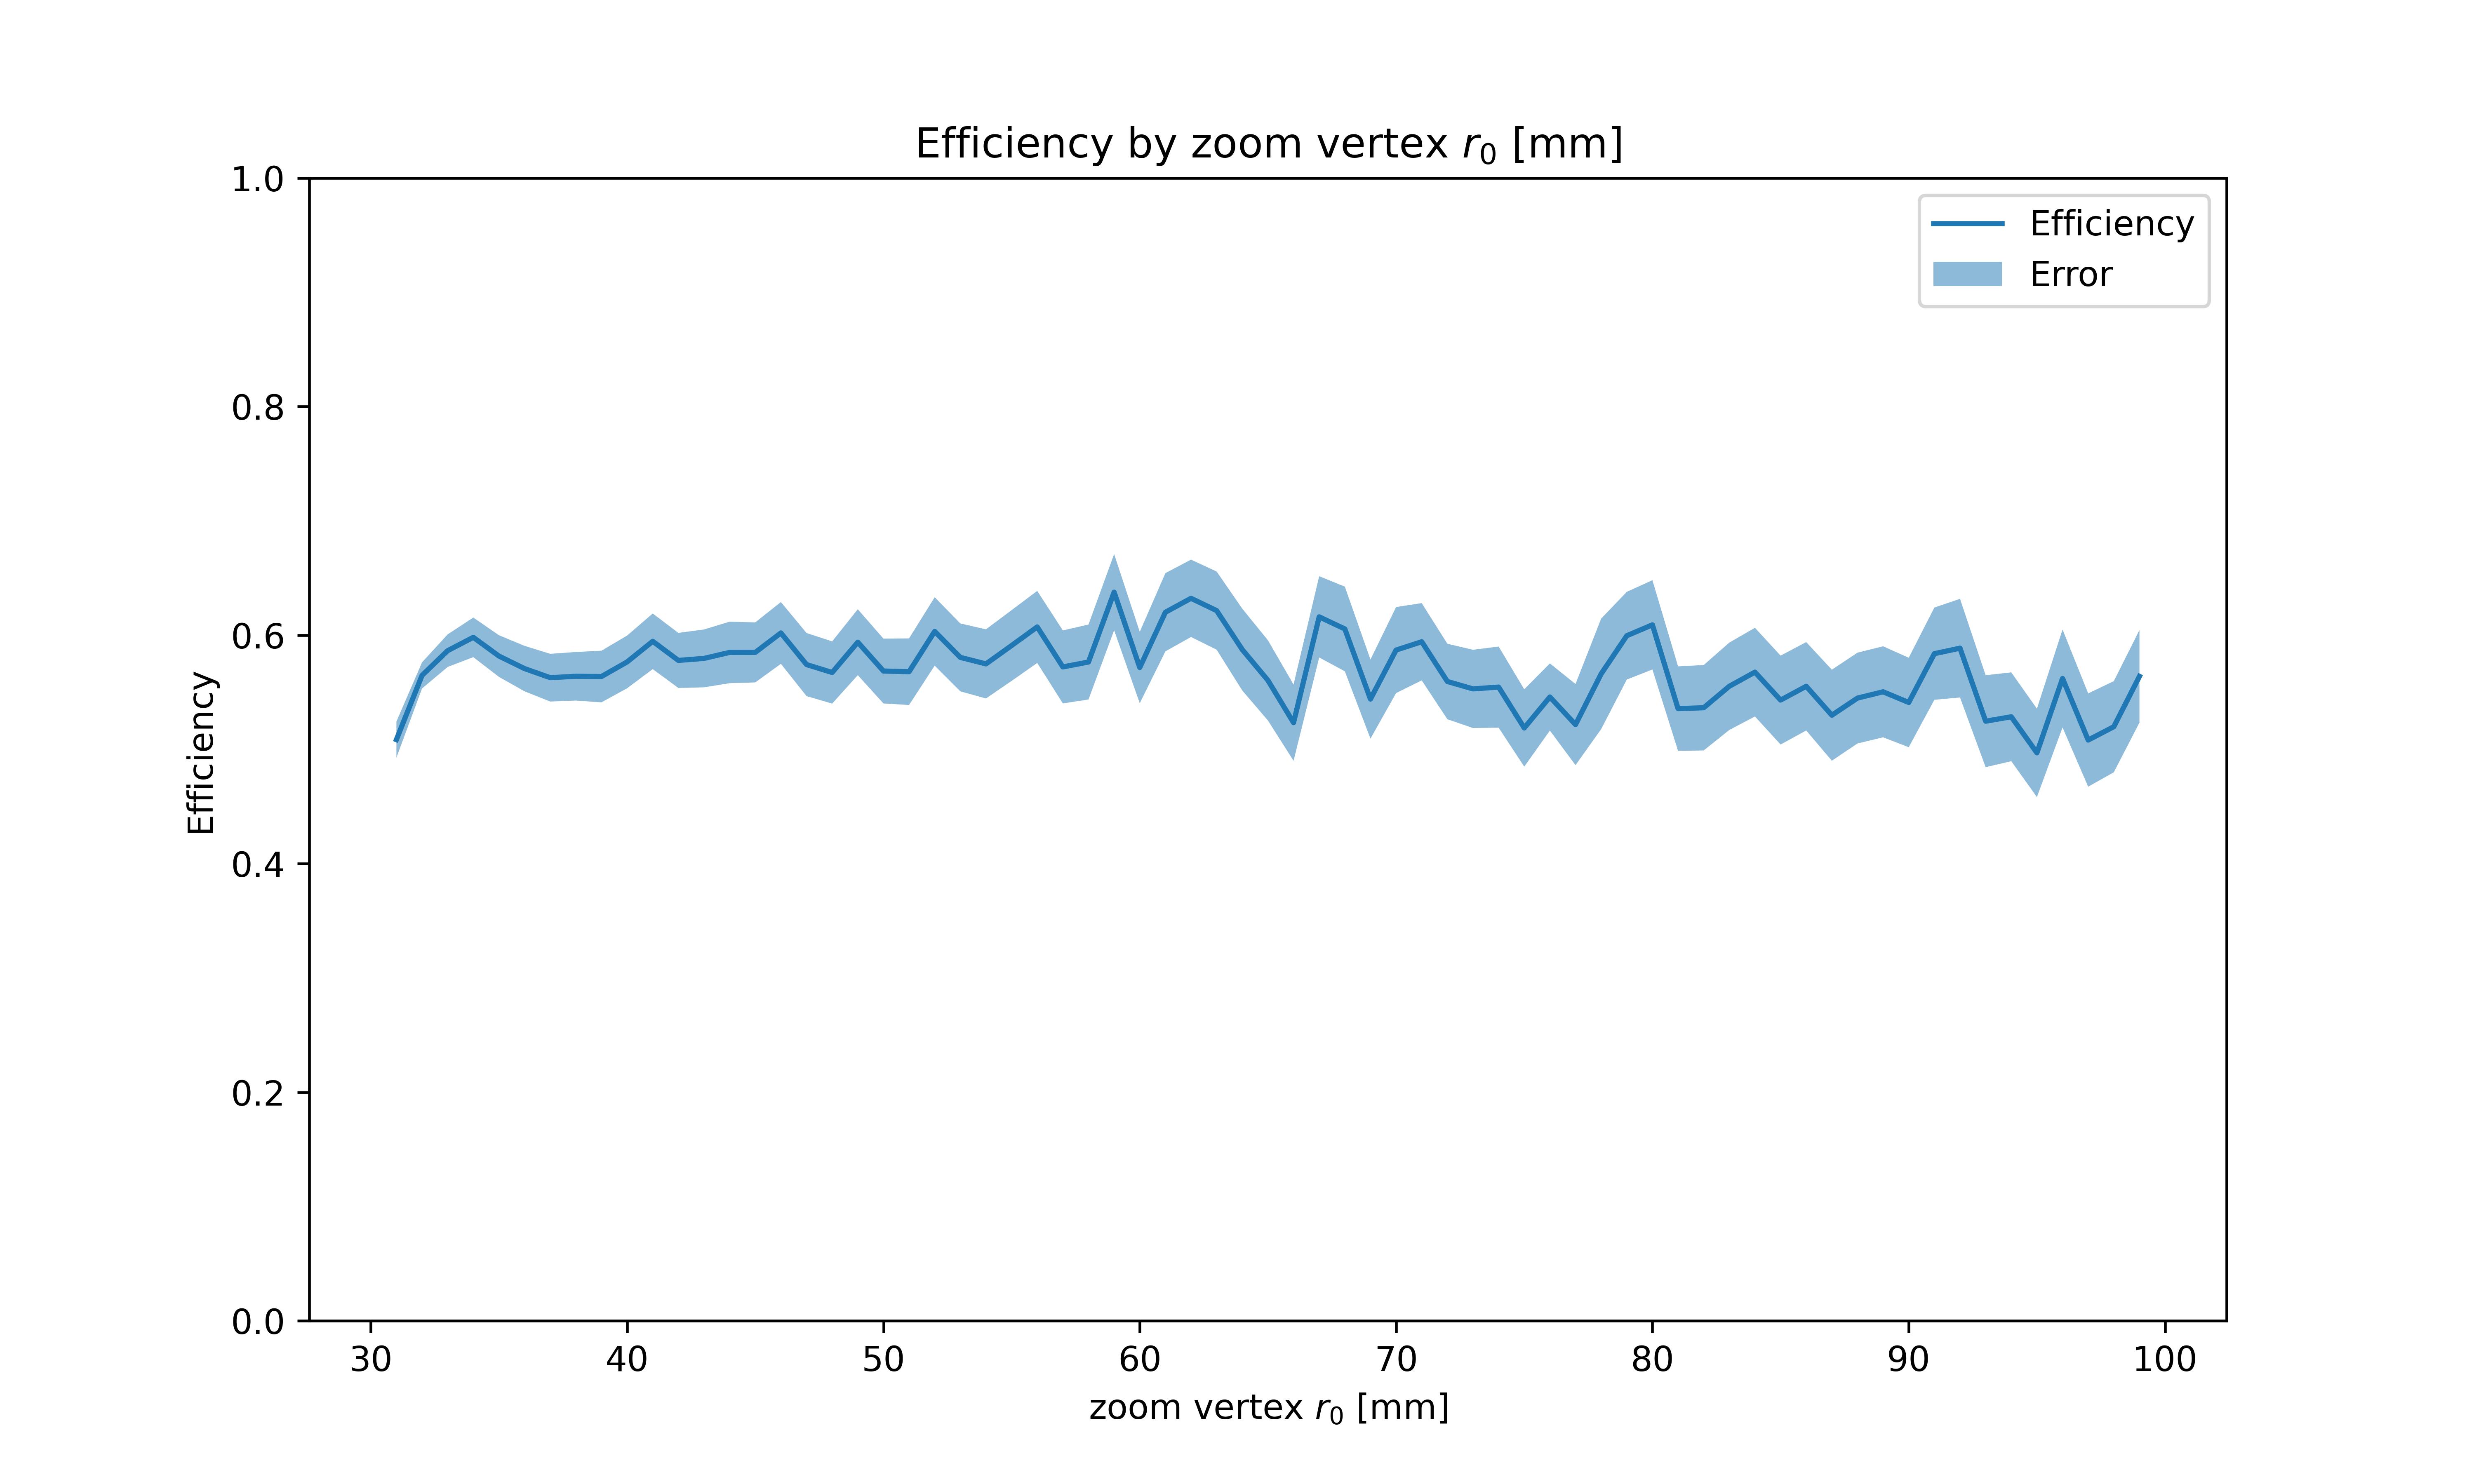 Efficiency by zoom vertex r₀ [mm]
1.0
0.8
0.6
0.4
0.2
0.0
Efficiency
Efficiency
Error
30 40 50 60 70 80 90 100
zoom vertex r₀ [mm]